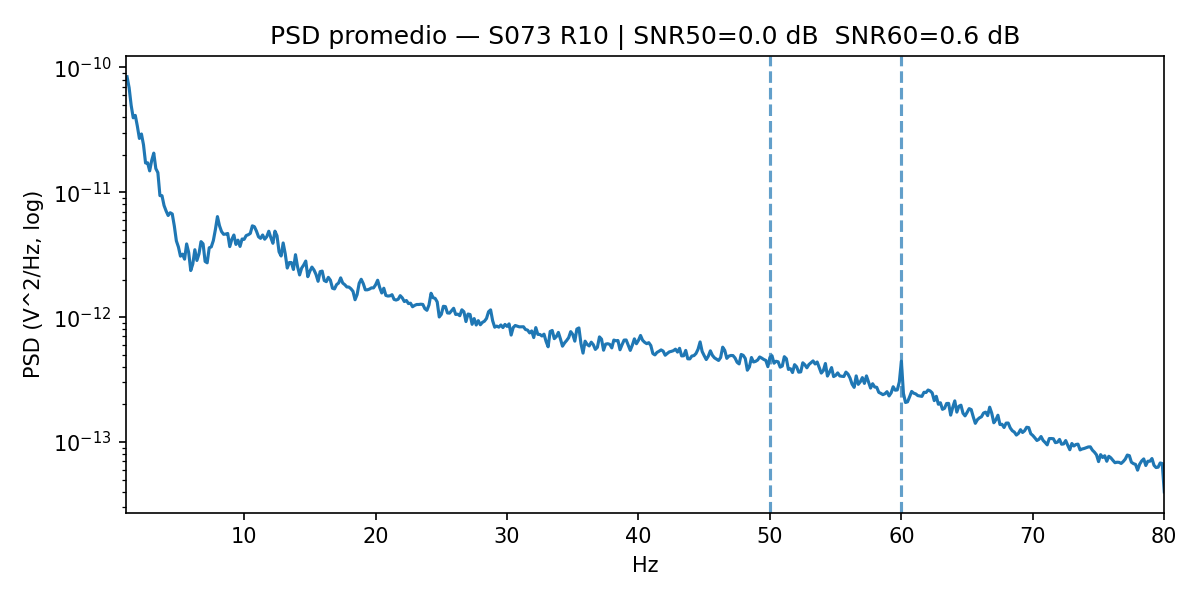 PSD promedio — S073 R10 | SNR50=0.0 dB  SNR60=0.6 dB
PSD (V^2/Hz, log)
10⁻¹⁰
10⁻¹¹
10⁻¹²
10⁻¹³
10 20 30 40 50 60 70 80
Hz